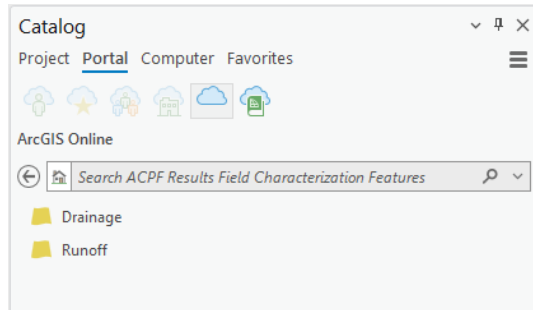 Catalog
Project Portal Computer Favorites
ArcGIS Online
Search ACPF Results Field Characterization Features
Drainage
Runoff